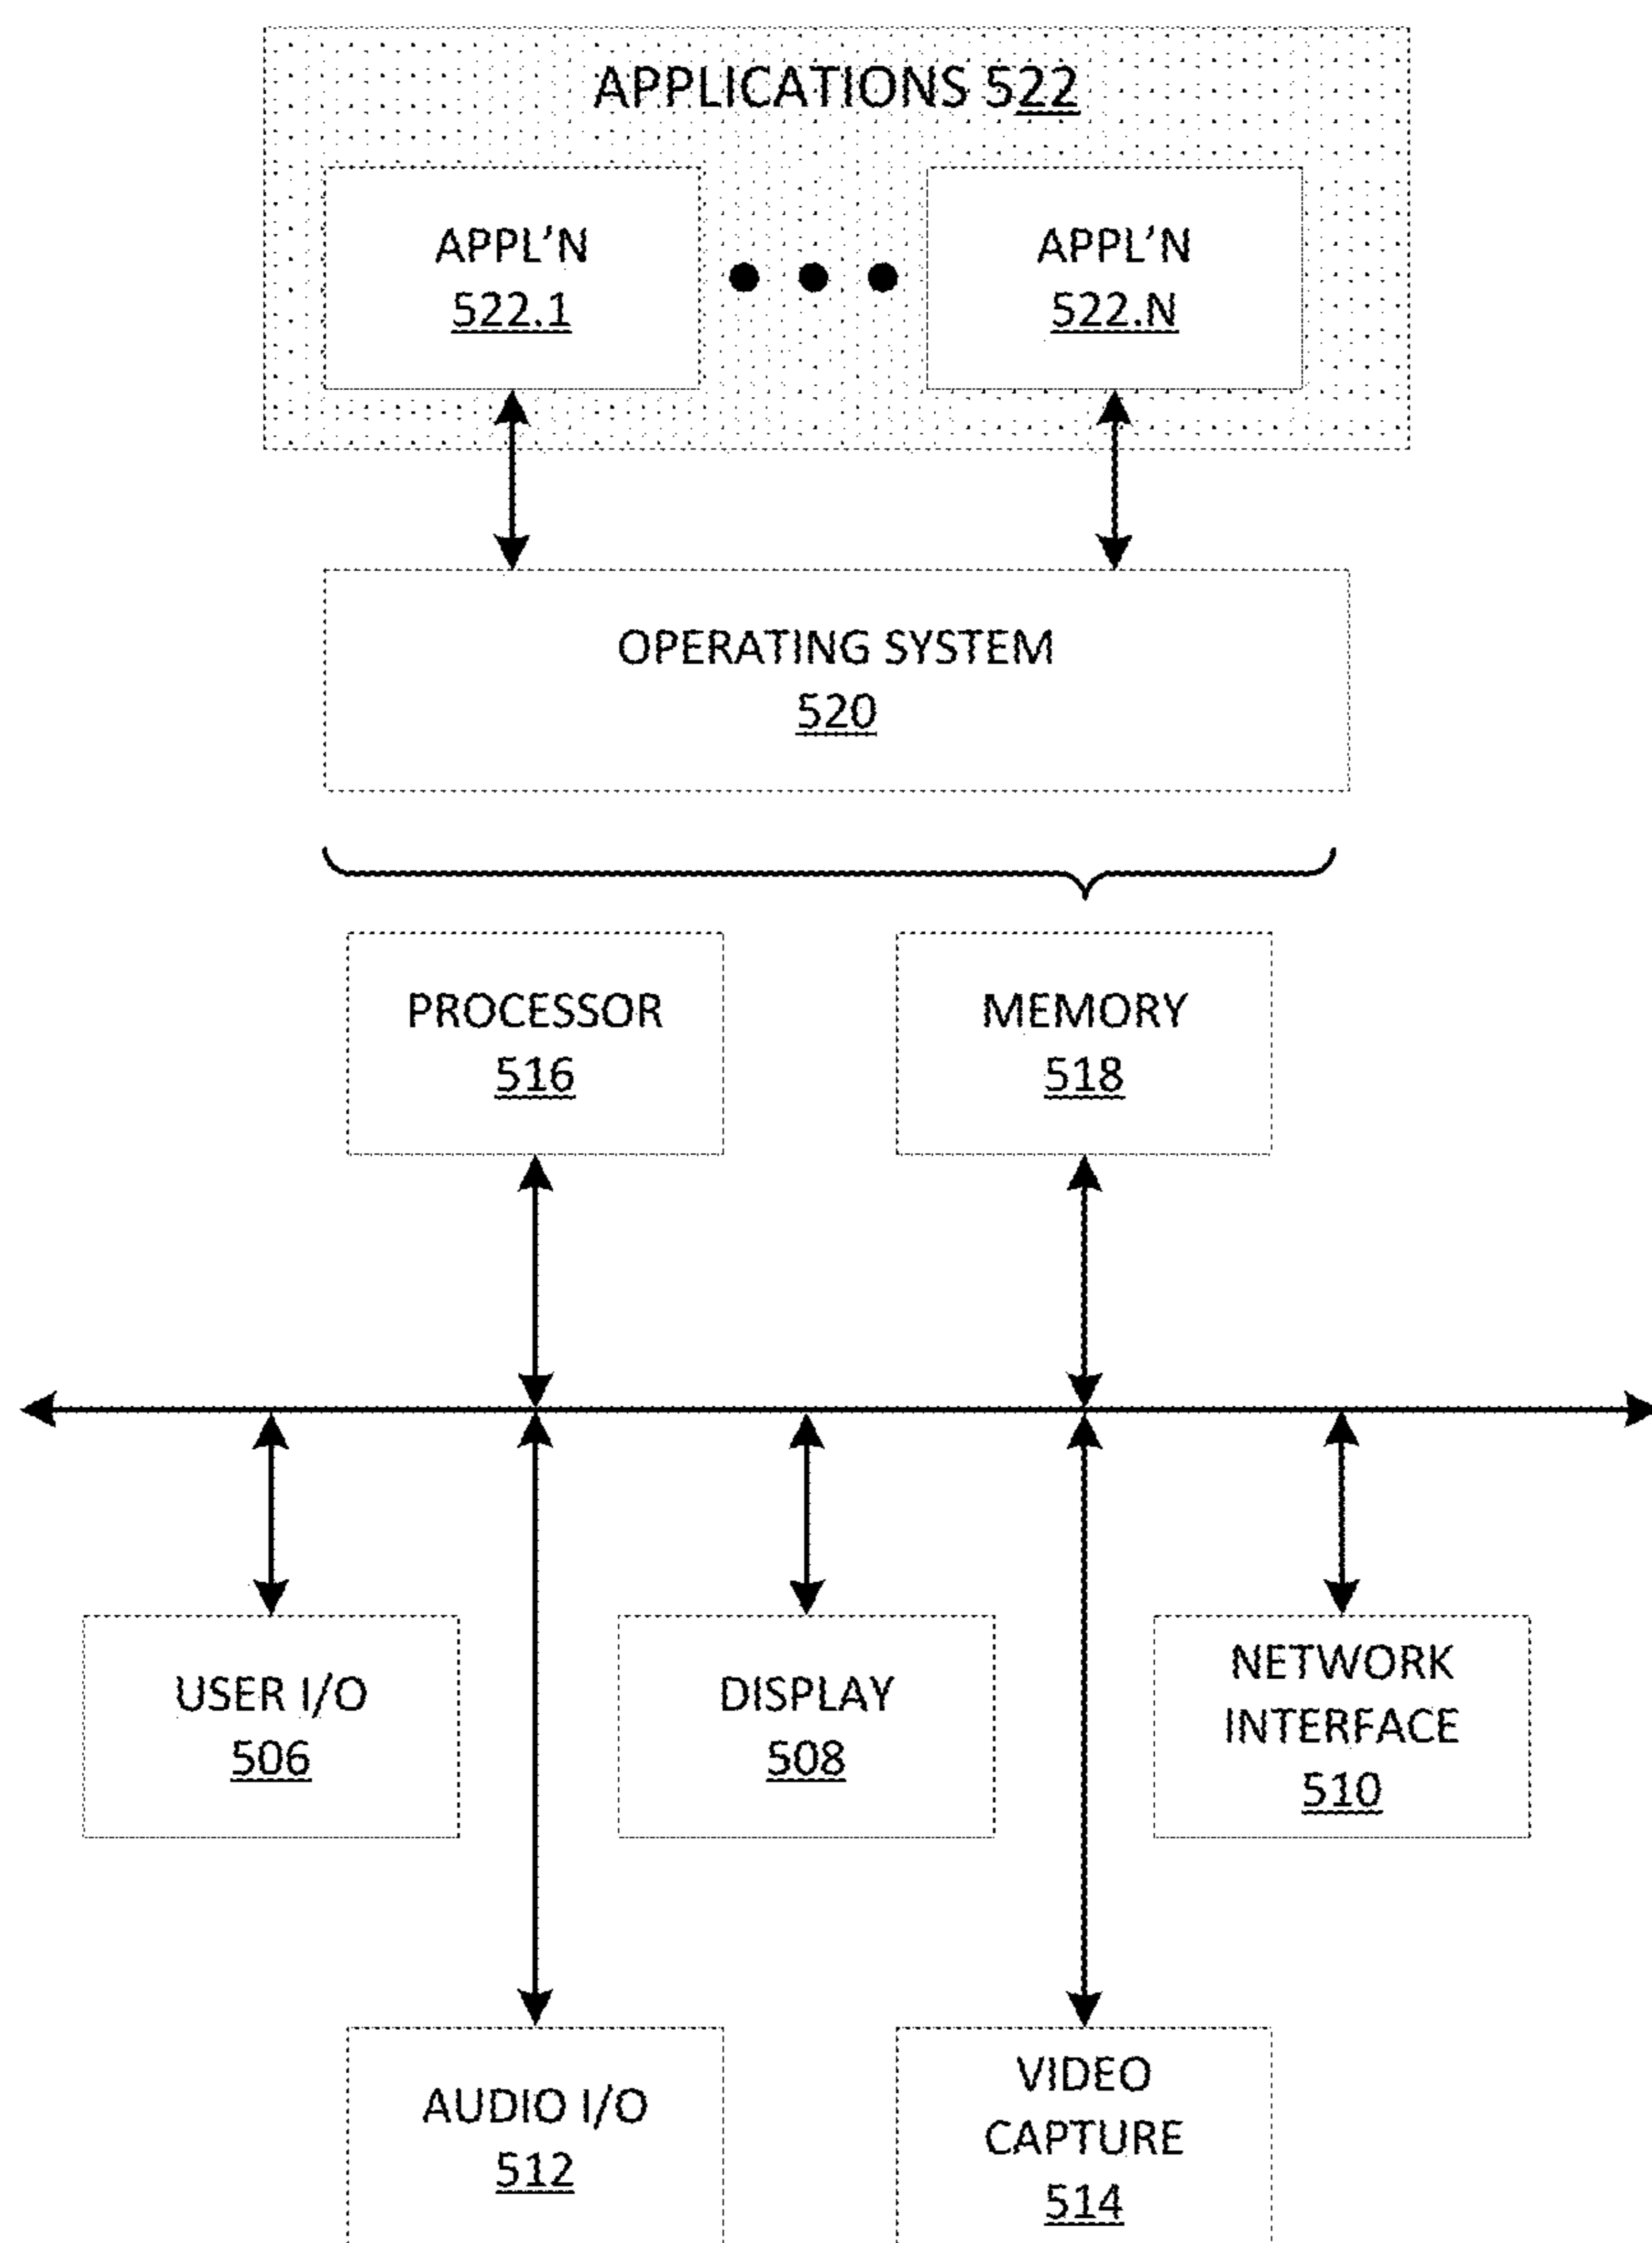 APPLICATIONS 522
APPL'N
522.1
APPL'N
522.N
OPERATING SYSTEM
520
PROCESSOR
516
MEMORY
518
USER I/O
506
DISPLAY
508
NETWORK
INTERFACE
510
AUDIO I/O
512
VIDEO
CAPTURE
514